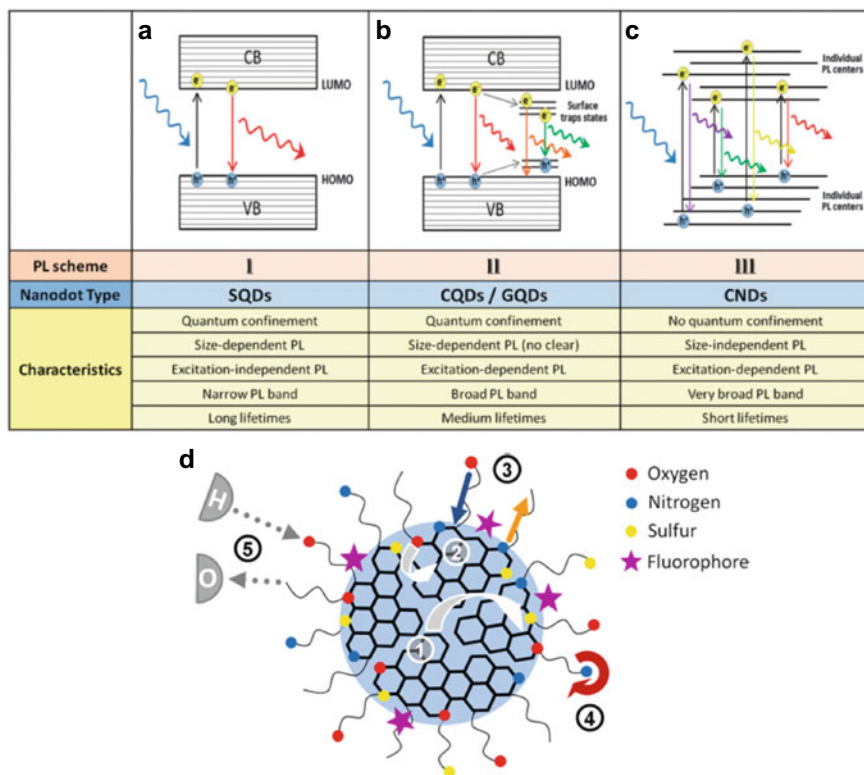 a
b
c
CB
LUMO
HOMO
VB
e-
e-
h+
h+
CB
LUMO
Surface
traps states
HOMO
VB
e-
e-
e-
e-
h+
h+
h+
Individual
PL centers
Individual
PL centers
e-
e-
e-
e-
h+
h+
h+
h+
PL scheme I II III
Nanodot Type SQDs CQDs / GQDs CNDs
Characteristics
Quantum confinement Quantum confinement No quantum confinement
Size-dependent PL Size-dependent PL (no clear) Size-independent PL
Excitation-independent PL Excitation-dependent PL Excitation-dependent PL
Narrow PL band Broad PL band Very broad PL band
Long lifetimes Medium lifetimes Short lifetimes
d
H
O
5
3
2
1
4
Oxygen
Nitrogen
Sulfur
Fluorophore